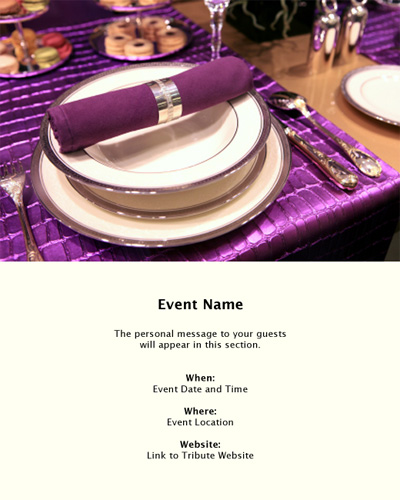 Event Name
The personal message to your guests
will appear in this section.
When:
Event Date and Time
Where:
Event Location
Website:
Link to Tribute Website